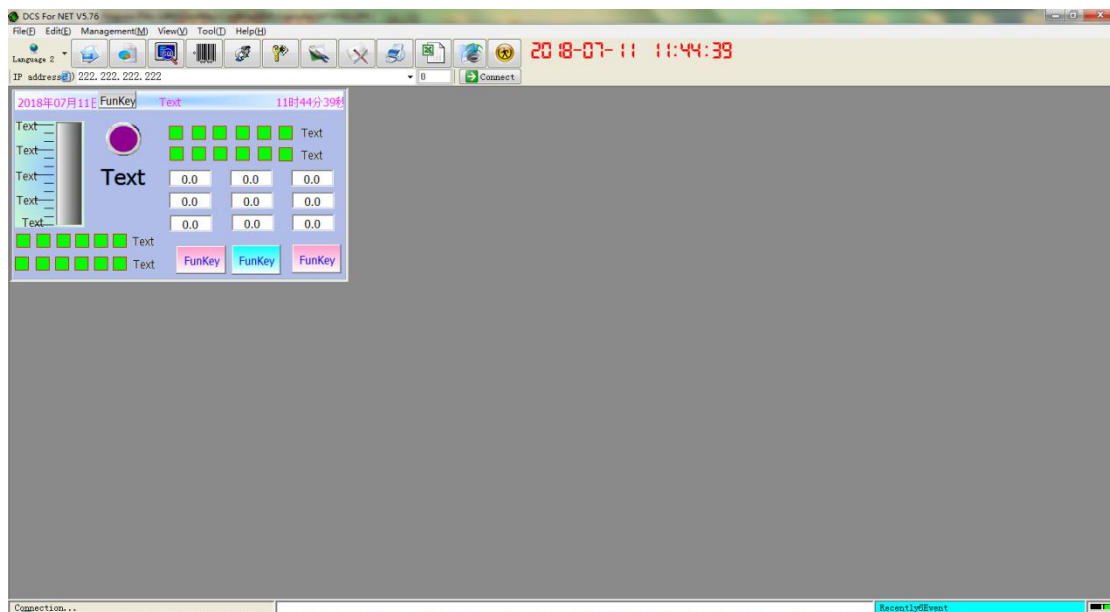 DCS For NET V5.76
File(F) Edit(E) Management(M) View(V) Tool(T) Help(H)
Language 2
2018-07-11 11:44:39
IP address 222.222.222.222 0 Connect
2018年07月11日 FunKey Text 11时44分39秒
Text
Text
Text
Text
Text
Text
Text
Text
0.0 0.0 0.0
0.0 0.0 0.0
0.0 0.0 0.0
Text
Text
FunKey FunKey FunKey
Connection... Recently6Event